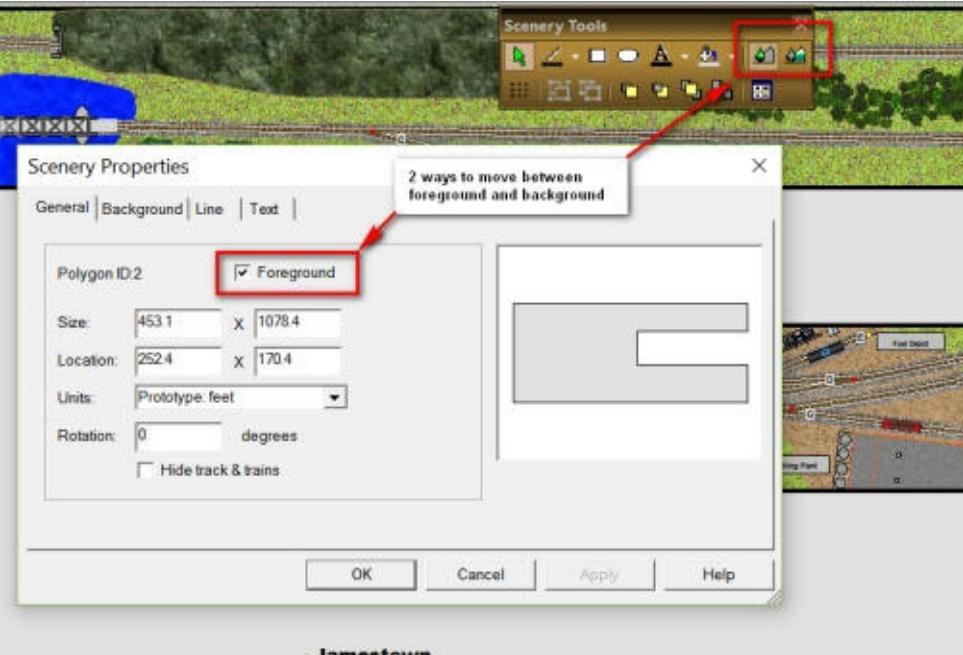 Scenery Tools
Scenery Properties
2 ways to move between
foreground and background
General Background Line Text
Polygon ID:2
Foreground
Size: 453.1 X 1078.4
Location: 252.4 X 170.4
Units: Prototype: feet
Rotation: 0 degrees
Hide track & trains
Fuel Depot
OK Cancel Apply Help
Jamestown